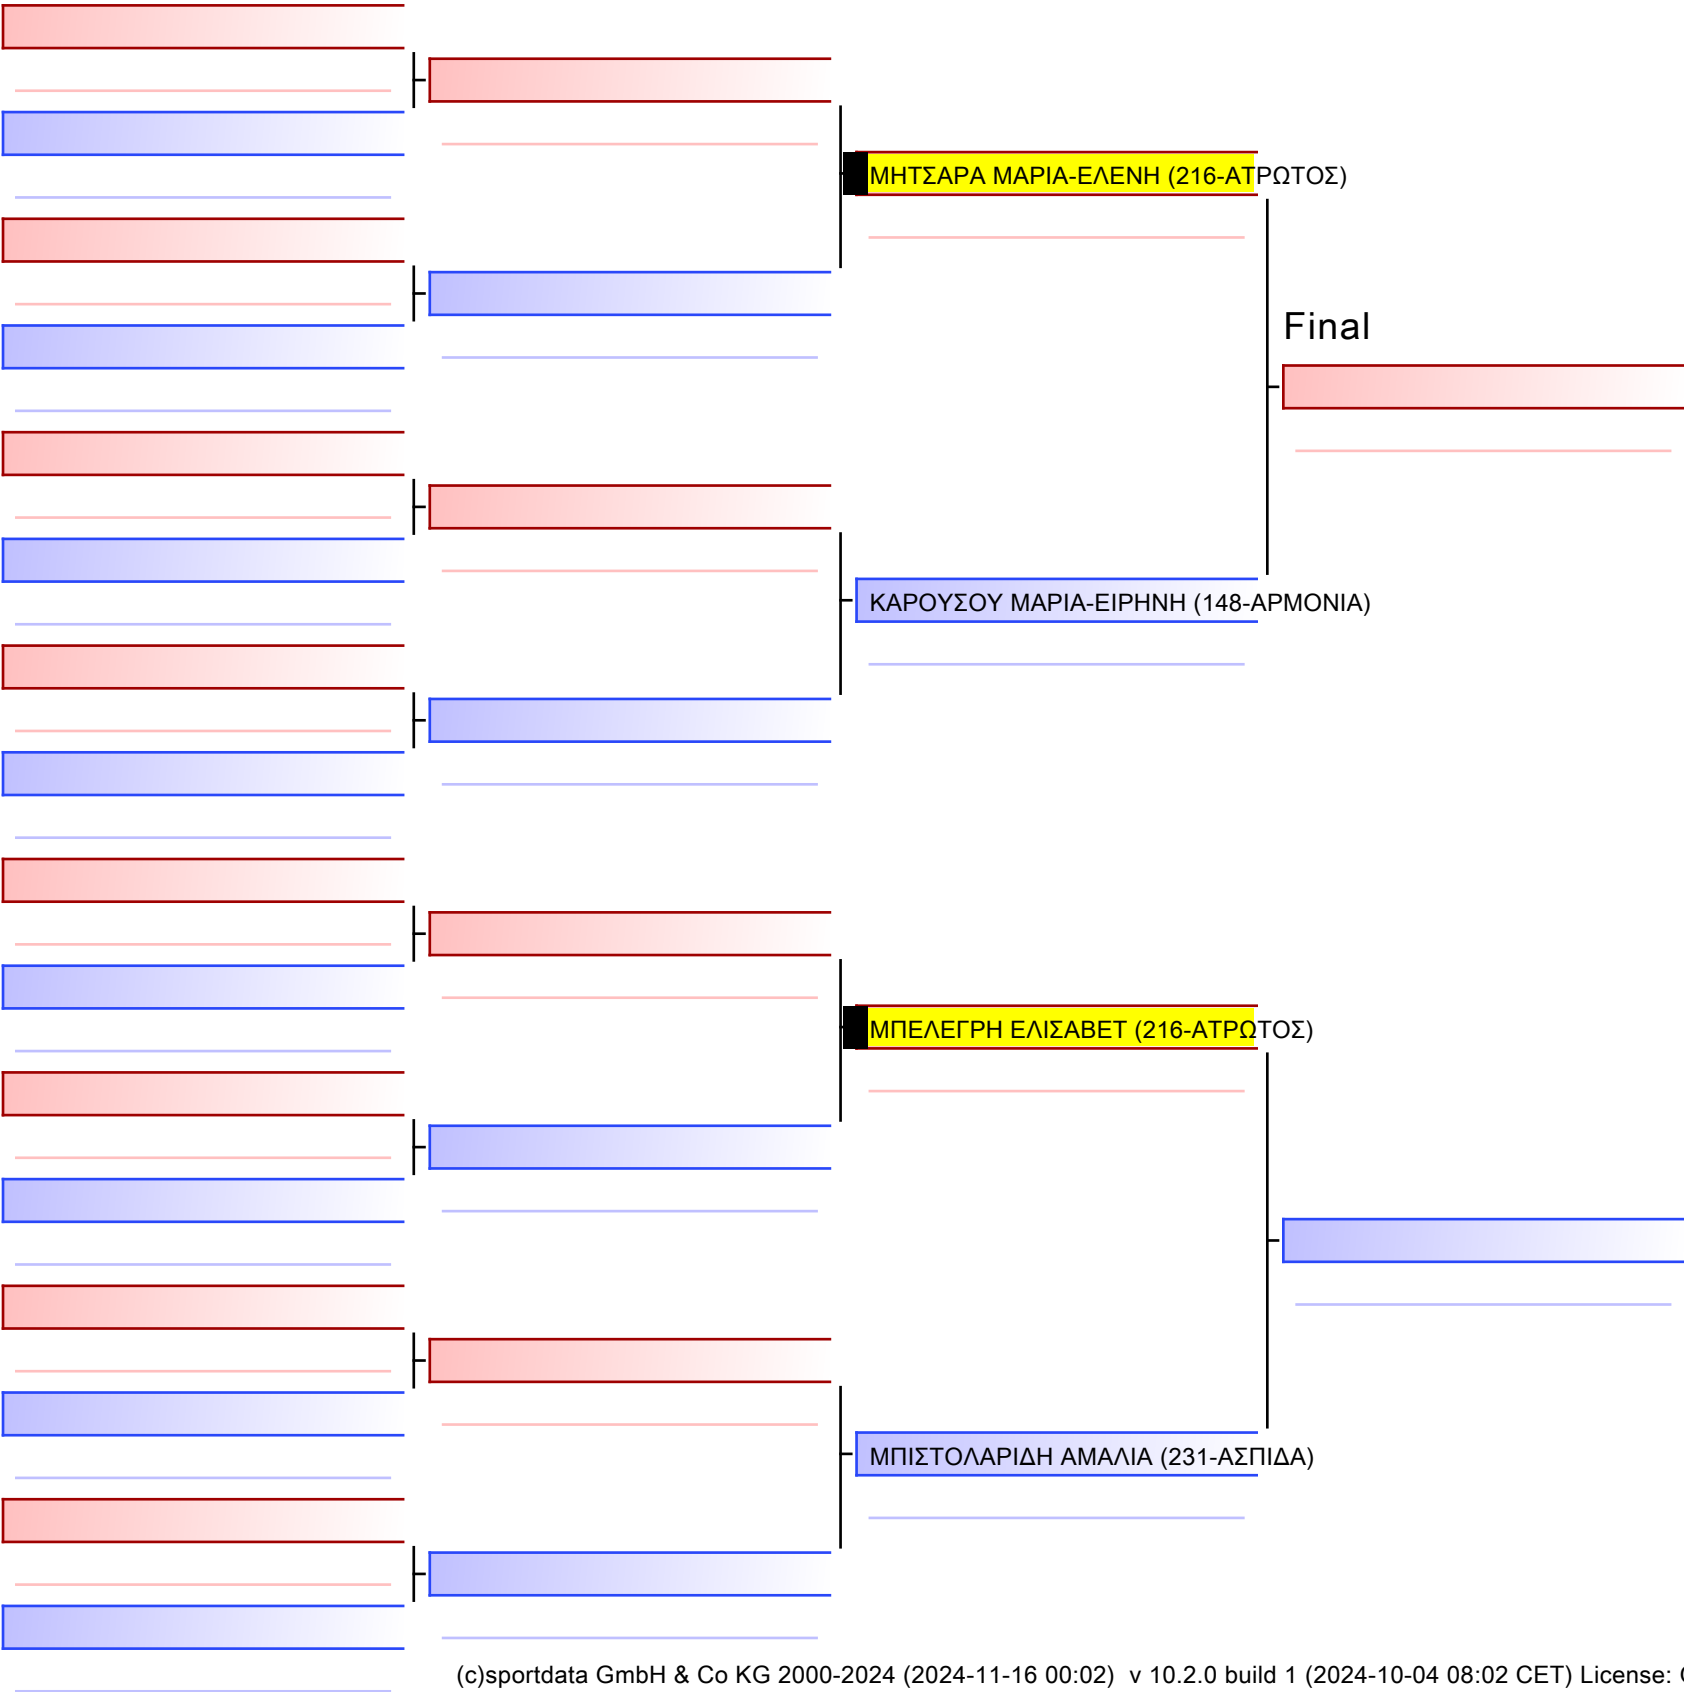 ΜΗΤΣΑΡΑ ΜΑΡΙΑ-ΕΛΕΝΗ (216-ΑΤΡΩΤΟΣ)
Final
ΚΑΡΟΥΣΟΥ ΜΑΡΙΑ-ΕΙΡΗΝΗ (148-ΑΡΜΟΝΙΑ)
ΜΠΕΛΕΓΡΗ ΕΛΙΣΑΒΕΤ (216-ΑΤΡΩΤΟΣ)
ΜΠΙΣΤΟΛΑΡΙΔΗ ΑΜΑΛΙΑ (231-ΑΣΠΙΔΑ)
(c)sportdata GmbH & Co KG 2000-2024 (2024-11-16 00:02) v 10.2.0 build 1 (2024-10-04 08:02 CET) License: